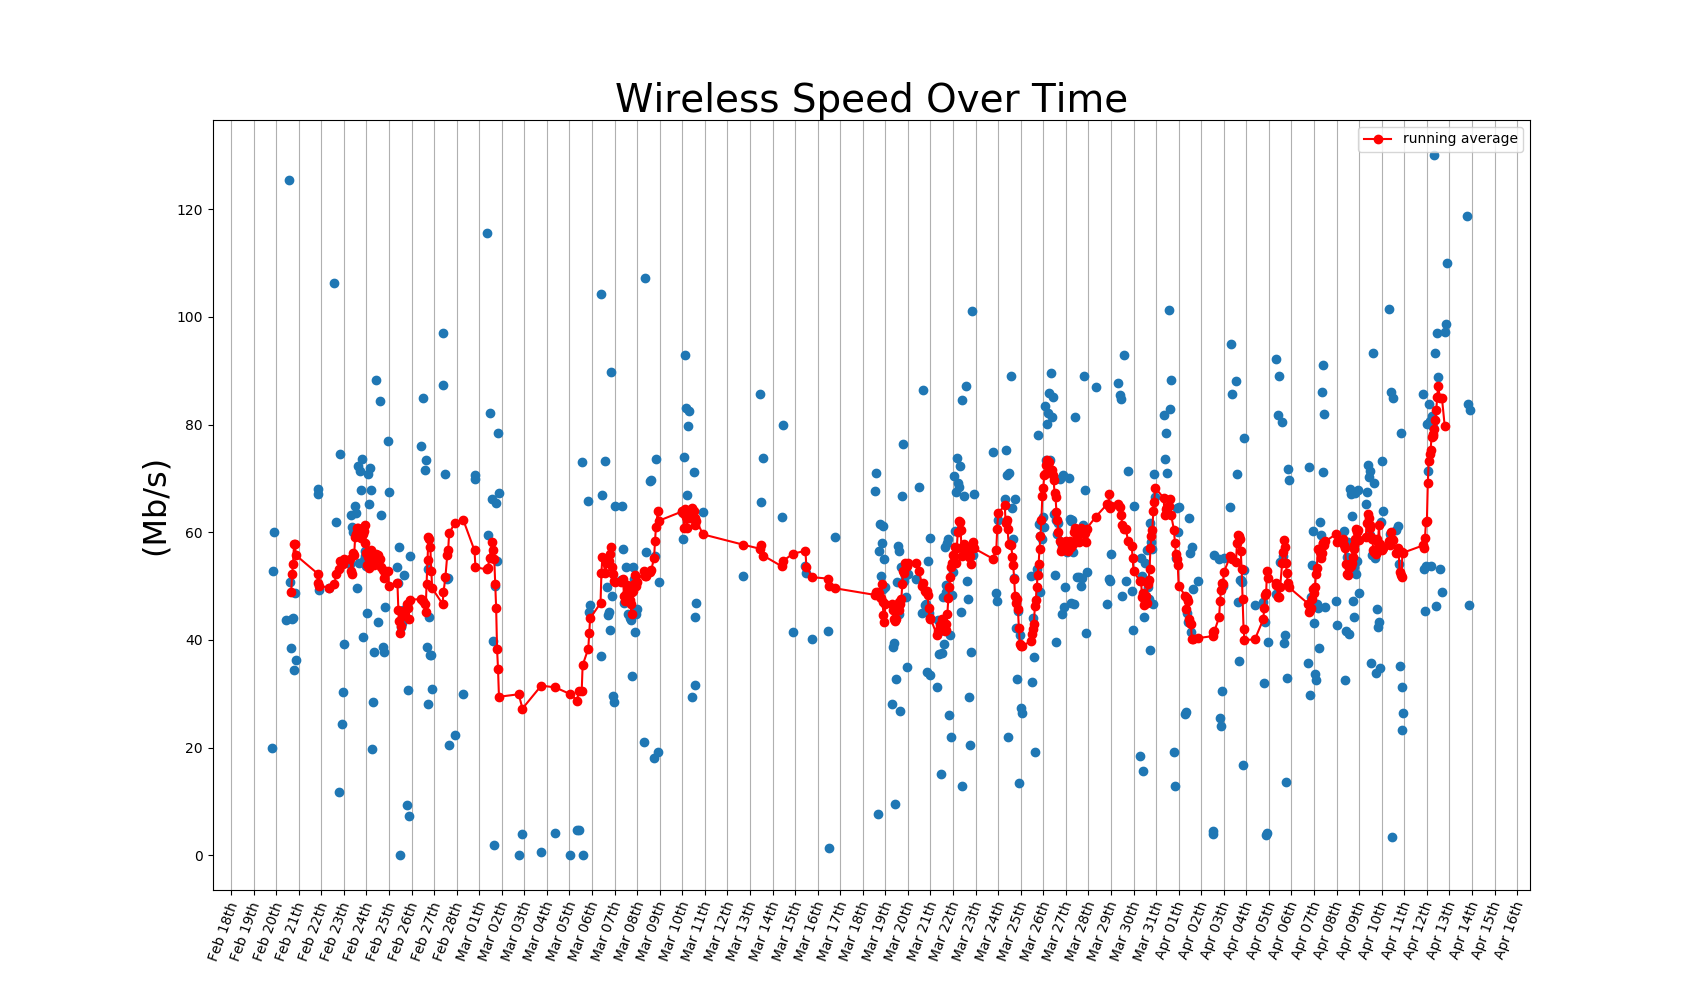 Wireless Speed Over Time
running average
(Mb/s)
120
100
80
60
40
20
0
Feb 18th
Feb 19th
Feb 20th
Feb 21th
Feb 22th
Feb 23th
Feb 24th
Feb 25th
Feb 26th
Feb 27th
Feb 28th
Mar 01th
Mar 02th
Mar 03th
Mar 04th
Mar 05th
Mar 06th
Mar 07th
Mar 08th
Mar 09th
Mar 10th
Mar 11th
Mar 12th
Mar 13th
Mar 14th
Mar 15th
Mar 16th
Mar 17th
Mar 18th
Mar 19th
Mar 20th
Mar 21th
Mar 22th
Mar 23th
Mar 24th
Mar 25th
Mar 26th
Mar 27th
Mar 28th
Mar 29th
Mar 30th
Mar 31th
Apr 01th
Apr 02th
Apr 03th
Apr 04th
Apr 05th
Apr 06th
Apr 07th
Apr 08th
Apr 09th
Apr 10th
Apr 11th
Apr 12th
Apr 13th
Apr 14th
Apr 15th
Apr 16th